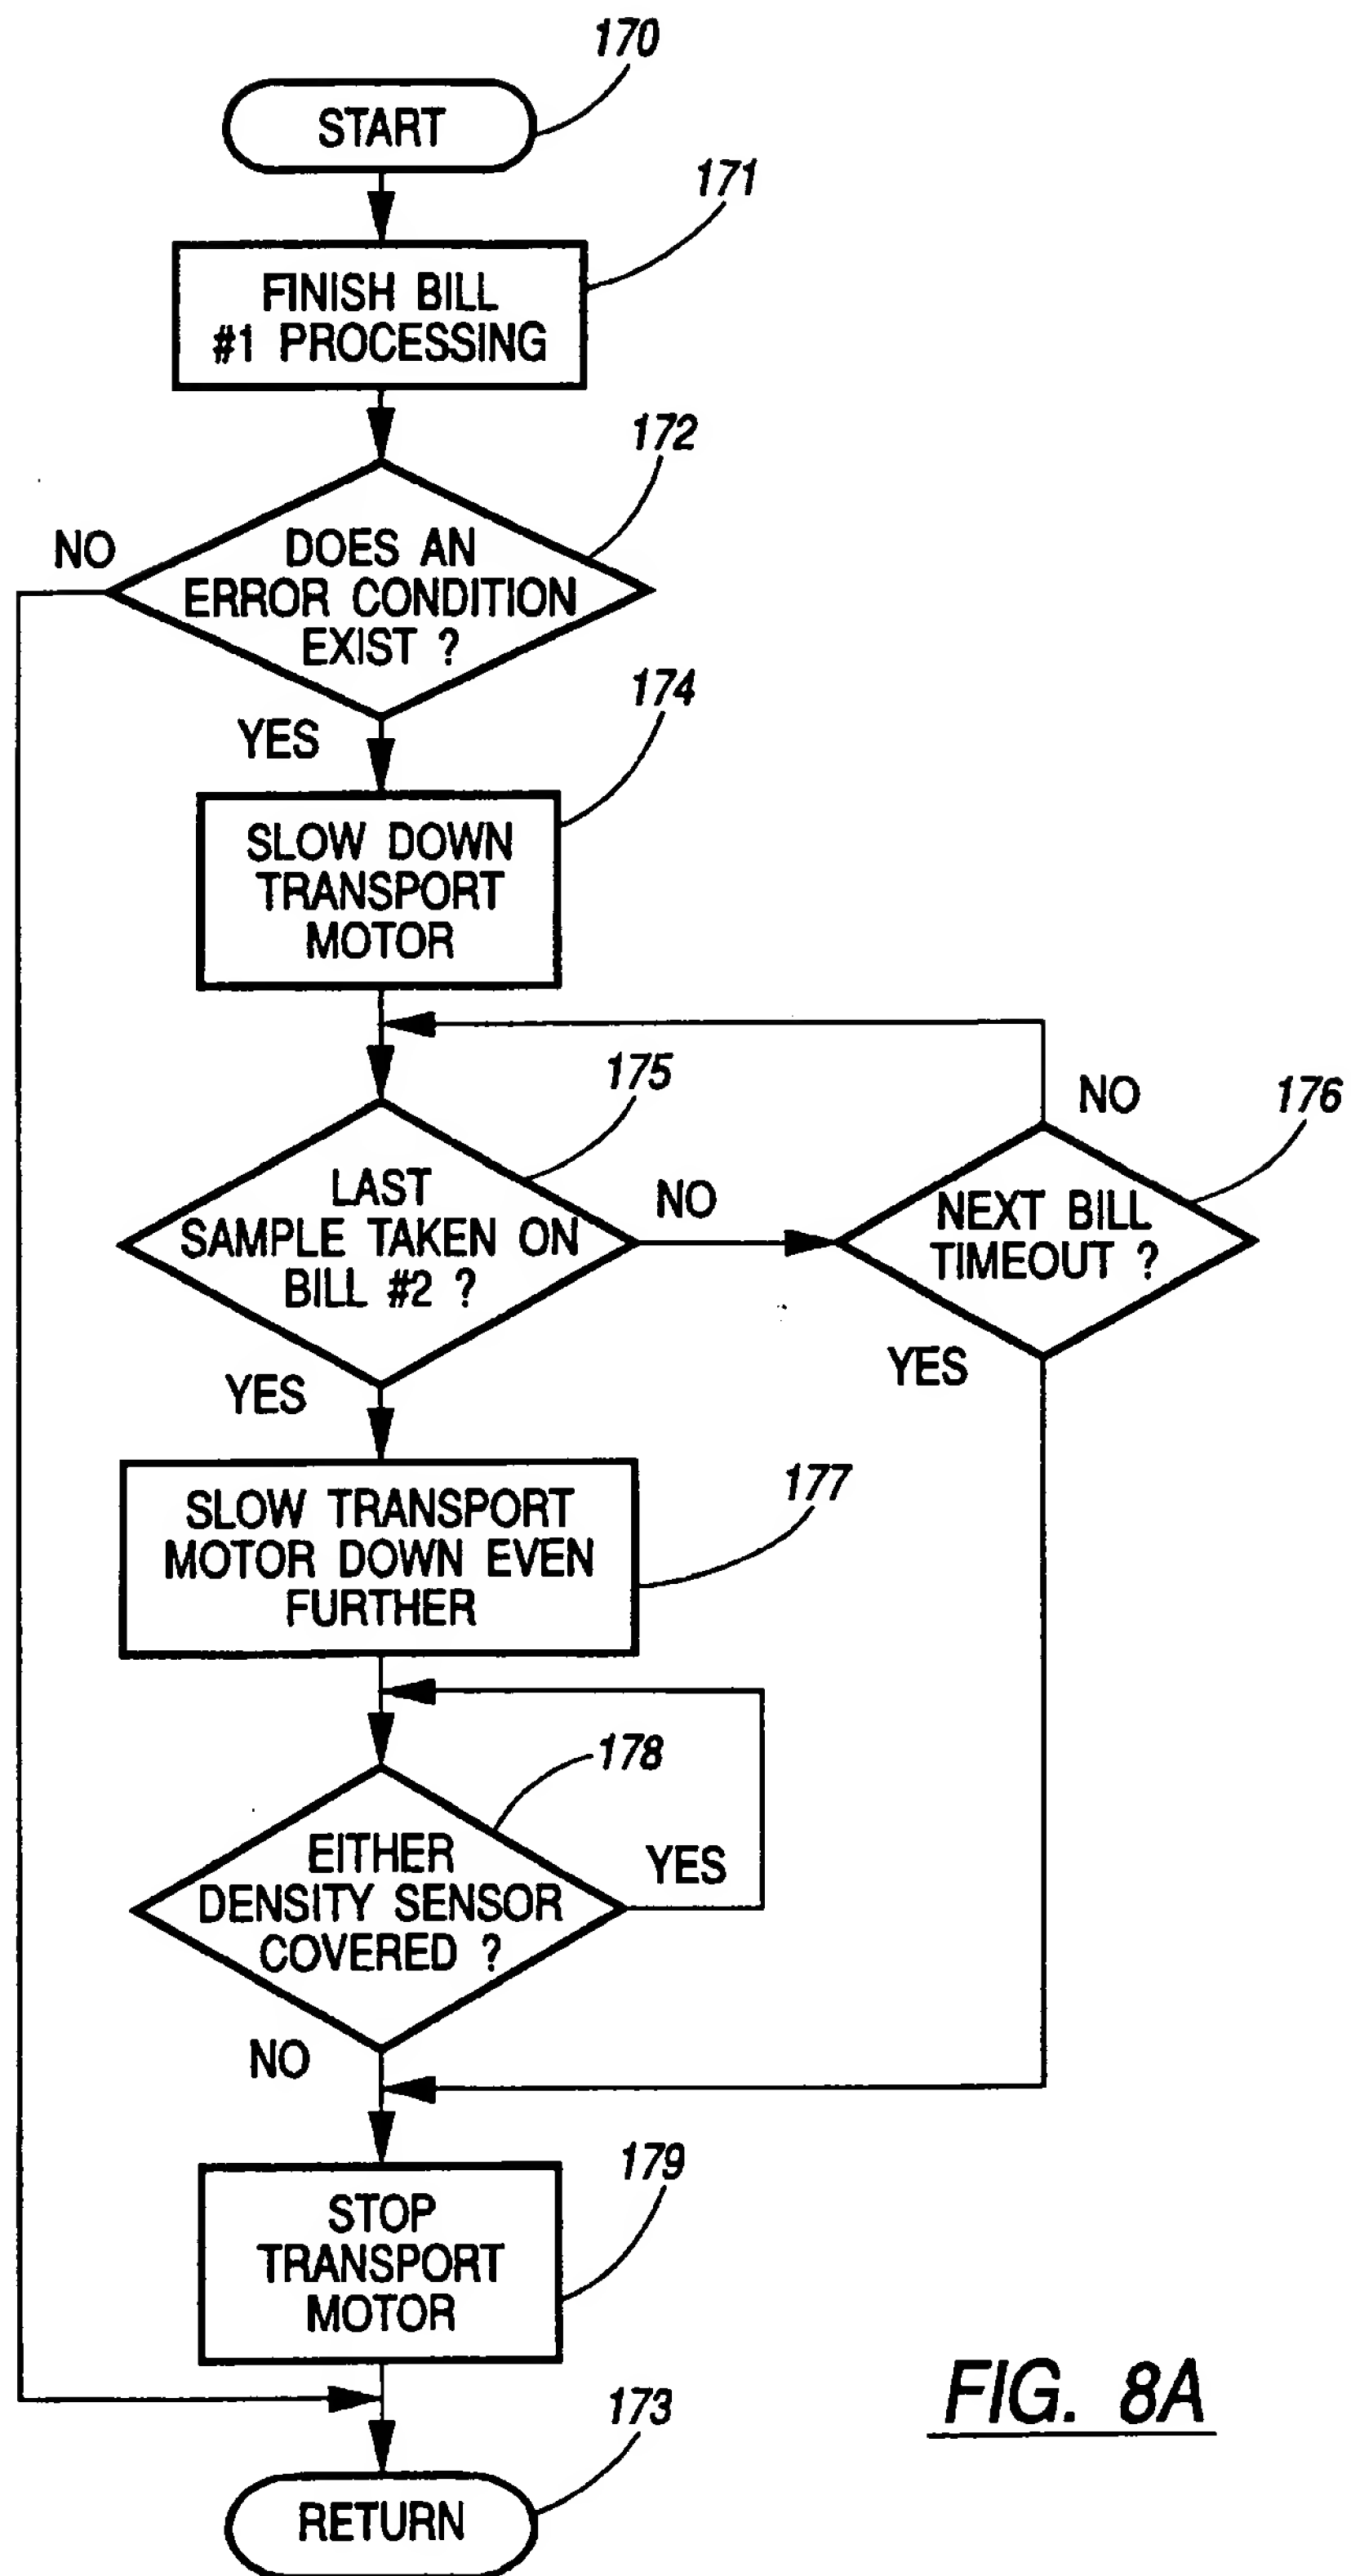 170
START
171
FINISH BILL
#1 PROCESSING
172
NO
DOES AN
ERROR CONDITION
EXIST ?
174
YES
SLOW DOWN
TRANSPORT
MOTOR
175
NO
176
LAST
SAMPLE TAKEN ON
BILL #2 ?
NO
NEXT BILL
TIMEOUT ?
YES
YES
177
SLOW TRANSPORT
MOTOR DOWN EVEN
FURTHER
178
EITHER
DENSITY SENSOR
COVERED ?
YES
NO
179
STOP
TRANSPORT
MOTOR
FIG. 8A
173
RETURN